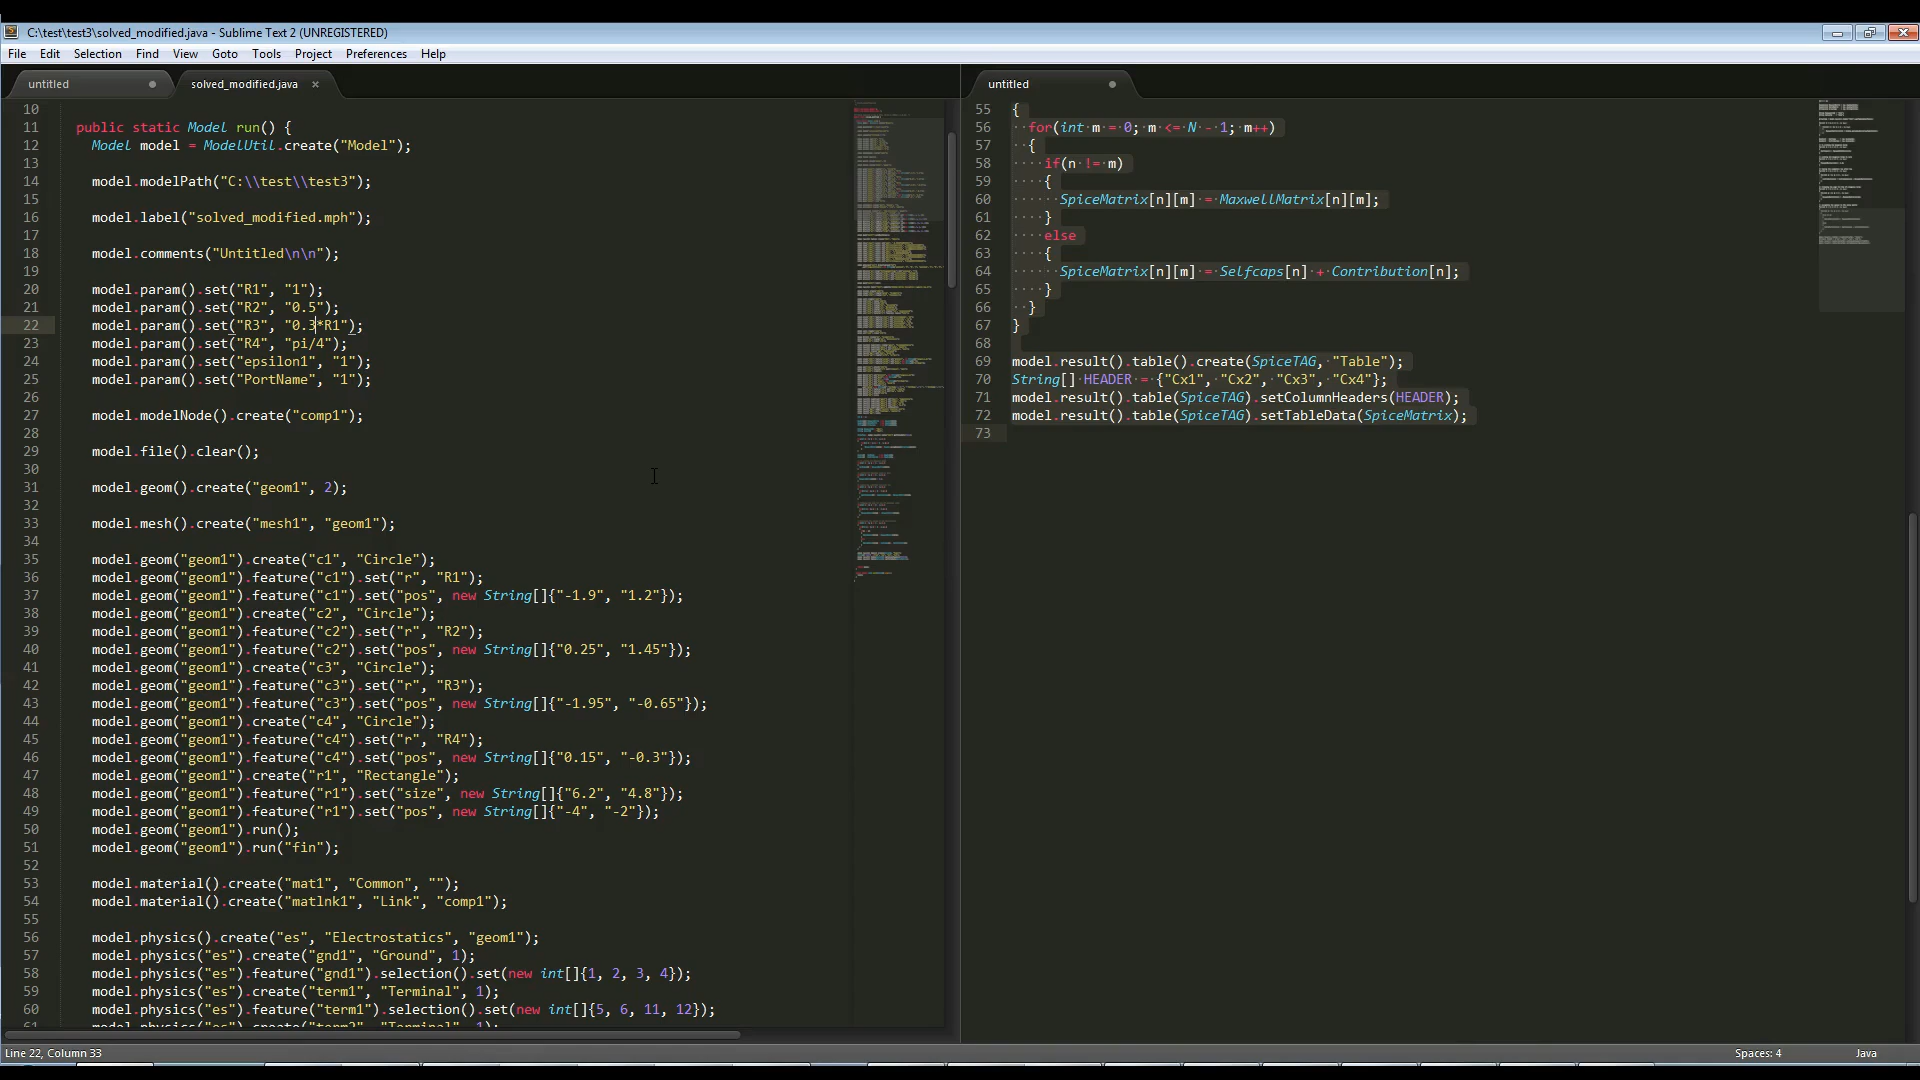 C:\test\test3\solved_modified.java - Sublime Text 2 (UNREGISTERED)
File Edit Selection Find View Goto Tools Project Preferences Help
untitled
solved_modified.java ×
10
11 public static Model run() {
12 Model model = ModelUtil.create("Model");
13
14 model.modelPath("C:\\test\\test3");
15
16 model.label("solved_modified.mph");
17
18 model.comments("Untitled\n\n");
19
20 model.param().set("R1", "1");
21 model.param().set("R2", "0.5");
22 model.param().set("R3", "0.3*R1");
23 model.param().set("R4", "pi/4");
24 model.param().set("epsilon1", "1");
25 model.param().set("PortName", "1");
26
27 model.modelNode().create("comp1");
28
29 model.file().clear();
30
31 model.geom().create("geom1", 2);
32
33 model.mesh().create("mesh1", "geom1");
34
35 model.geom("geom1").create("c1", "Circle");
36 model.geom("geom1").feature("c1").set("r", "R1");
37 model.geom("geom1").feature("c1").set("pos", new String[]{"-1.9", "1.2"});
38 model.geom("geom1").create("c2", "Circle");
39 model.geom("geom1").feature("c2").set("r", "R2");
40 model.geom("geom1").feature("c2").set("pos", new String[]{"0.25", "1.45"});
41 model.geom("geom1").create("c3", "Circle");
42 model.geom("geom1").feature("c3").set("r", "R3");
43 model.geom("geom1").feature("c3").set("pos", new String[]{"-1.95", "-0.65"});
44 model.geom("geom1").create("c4", "Circle");
45 model.geom("geom1").feature("c4").set("r", "R4");
46 model.geom("geom1").feature("c4").set("pos", new String[]{"0.15", "-0.3"});
47 model.geom("geom1").create("r1", "Rectangle");
48 model.geom("geom1").feature("r1").set("size", new String[]{"6.2", "4.8"});
49 model.geom("geom1").feature("r1").set("pos", new String[]{"-4", "-2"});
50 model.geom("geom1").run();
51 model.geom("geom1").run("fin");
52
53 model.material().create("mat1", "Common", "");
54 model.material().create("matlnk1", "Link", "comp1");
55
56 model.physics().create("es", "Electrostatics", "geom1");
57 model.physics("es").create("gnd1", "Ground", 1);
58 model.physics("es").feature("gnd1").selection().set(new int[]{1, 2, 3, 4});
59 model.physics("es").create("term1", "Terminal", 1);
60 model.physics("es").feature("term1").selection().set(new int[]{5, 6, 11, 12});
61 model.physics("es").create("term2", "Terminal", 1);
untitled
55 {
56 for(int m = 0; m <= N - 1; m++)
57 {
58 if(n != m)
59 {
60 SpiceMatrix[n][m] = MaxwellMatrix[n][m];
61 }
62 else
63 {
64 SpiceMatrix[n][m] = Selfcaps[n] + Contribution[n];
65 }
66 }
67 }
68
69 model.result().table().create(SpiceTAG, "Table");
70 String[] HEADER = {"Cx1", "Cx2", "Cx3", "Cx4"};
71 model.result().table(SpiceTAG).setColumnHeaders(HEADER);
72 model.result().table(SpiceTAG).setTableData(SpiceMatrix);
73
Line 22, Column 33
Spaces: 4
Java